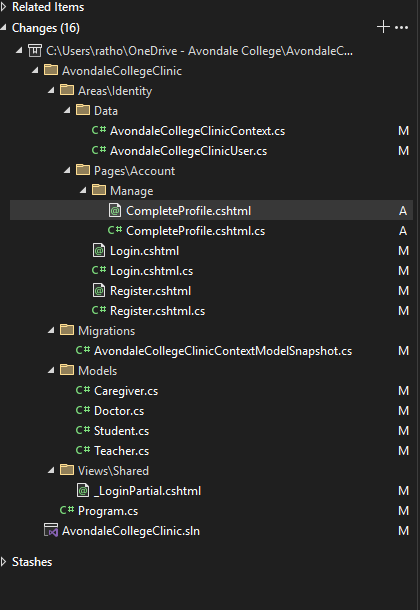 Related Items
Changes (16)
C:\Users\ratho\OneDrive - Avondale College\AvondaleC...
AvondaleCollegeClinic
Areas\Identity
Data
C# AvondaleCollegeClinicContext.cs M
C# AvondaleCollegeClinicUser.cs M
Pages\Account
Manage
CompleteProfile.cshtml A
C# CompleteProfile.cshtml.cs A
Login.cshtml M
C# Login.cshtml.cs M
Register.cshtml M
C# Register.cshtml.cs M
Migrations
C# AvondaleCollegeClinicContextModelSnapshot.cs M
Models
C# Caregiver.cs M
C# Doctor.cs M
C# Student.cs M
C# Teacher.cs M
Views\Shared
_LoginPartial.cshtml M
C# Program.cs M
AvondaleCollegeClinic.sln M
Stashes